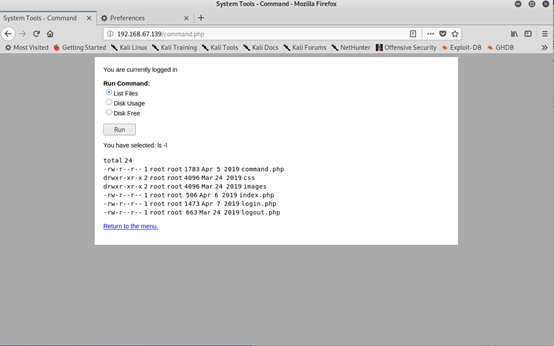 System Tools - Command - Mozilla Firefox
System Tools - Command
Preferences
192.168.67.139/command.php
Most Visited Getting Started Kali Linux Kali Training Kali Tools Kali Docs Kali Forums NetHunter Offensive Security Exploit-DB GHDB
You are currently logged in
Run Command:
List Files
Disk Usage
Disk Free
Run
You have selected: ls -l
total 24
-rw-r--r-- 1 root root 1783 Apr 5 2019 command.php
drwxr-xr-x 2 root root 4096 Mar 24 2019 css
drwxr-xr-x 2 root root 4096 Mar 24 2019 images
-rw-r--r-- 1 root root 506 Apr 6 2019 index.php
-rw-r--r-- 1 root root 1473 Apr 7 2019 login.php
-rw-r--r-- 1 root root 663 Mar 24 2019 logout.php
Return to the menu.